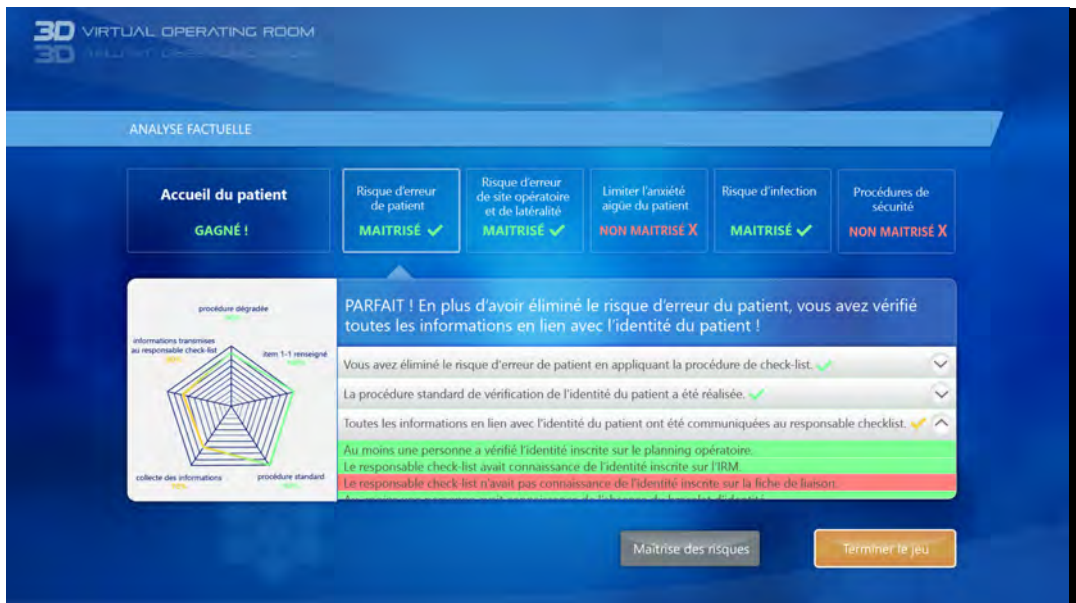 3D VIRTUAL OPERATING ROOM
ANALYSE FACTUELLE
Accueil du patient
GAGNÉ !
Risque d'erreur
de patient
MAITRISÉ ✓
Risque d'erreur
de site opératoire
et de latéralité
MAITRISÉ ✓
Limiter l'anxiété
aigüe du patient
NON MAITRISÉ X
Risque d'infection
MAITRISÉ ✓
Procédures de
sécurité
NON MAITRISÉ X
procédure dégradée
informations transmises
au responsable check-list
item 1-1 renseigné
collecte des informations
procédure standard
PARFAIT ! En plus d'avoir éliminé le risque d'erreur du patient, vous avez vérifié
toutes les informations en lien avec l'identité du patient !
Vous avez éliminé le risque d'erreur de patient en appliquant la procédure de check-list.
La procédure standard de vérification de l'identité du patient a été réalisée.
Toutes les informations en lien avec l'identité du patient ont été communiquées au responsable checklist.
Au moins une personne a vérifié l'identité inscrite sur le planning opératoire.
Le responsable check-list avait connaissance de l'identité inscrite sur l'IRM.
Le responsable check-list n'avait pas connaissance de l'identité inscrite sur la fiche de liaison.
Maîtrise des risques
Terminer le jeu